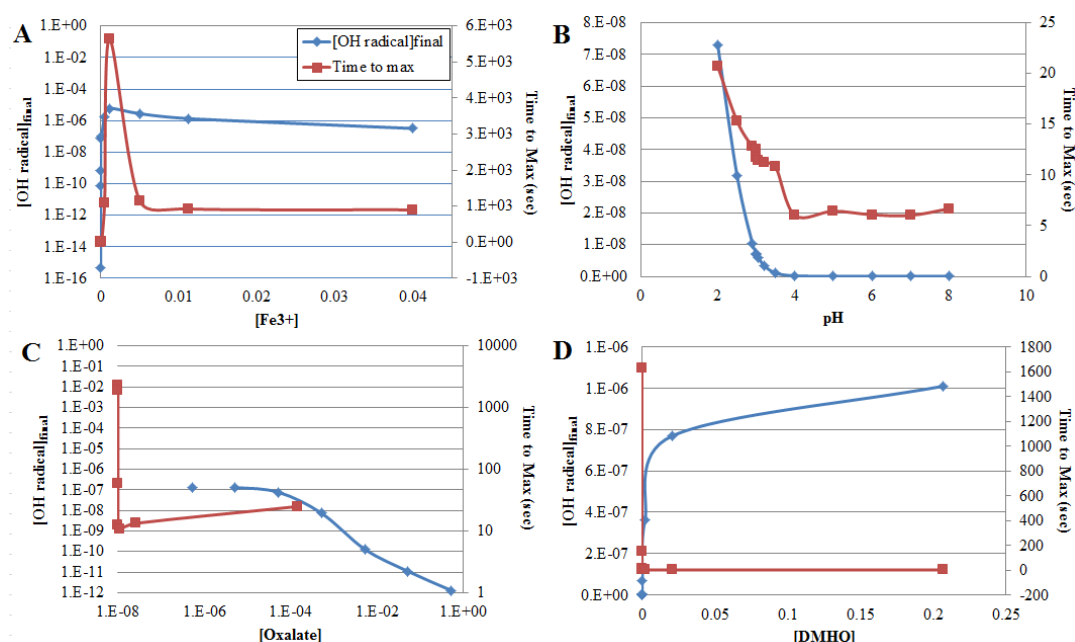 A
1.E+00
1.E-02
1.E-04
1.E-06
1.E-08
1.E-10
1.E-12
1.E-14
1.E-16
[OH radical]final
[OH radical]final
Time to max
6.E+03
5.E+03
4.E+03
3.E+03
2.E+03
1.E+03
0.E+00
-1.E+03
Time to Max (sec)
0 0.01 0.02 0.03 0.04
[Fe3+]
B
8.E-08
7.E-08
6.E-08
5.E-08
4.E-08
3.E-08
2.E-08
1.E-08
0.E+00
[OH radical]final
25
20
15
10
5
0
Time to Max (sec)
0 2 4 6 8 10
pH
C
1.E+00
1.E-01
1.E-02
1.E-03
1.E-04
1.E-05
1.E-06
1.E-07
1.E-08
1.E-09
1.E-10
1.E-11
1.E-12
[OH radical]final
10000
1000
100
10
1
Time to Max (sec)
1.E-08 1.E-06 1.E-04 1.E-02 1.E+00
[Oxalate]
D
1.E-06
1.E-06
8.E-07
6.E-07
4.E-07
2.E-07
0.E+00
[OH radical]final
1800
1600
1400
1200
1000
800
600
400
200
0
-200
Time to Max (sec)
0 0.05 0.1 0.15 0.2 0.25
[DMHO]